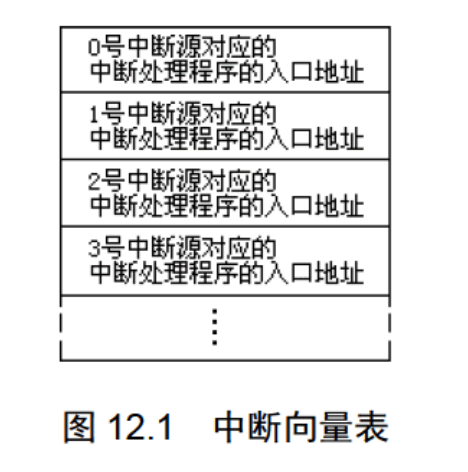 0号中断源对应的
中断处理程序的入口地址
1号中断源对应的
中断处理程序的入口地址
2号中断源对应的
中断处理程序的入口地址
3号中断源对应的
中断处理程序的入口地址
⋮
图 12.1 中断向量表